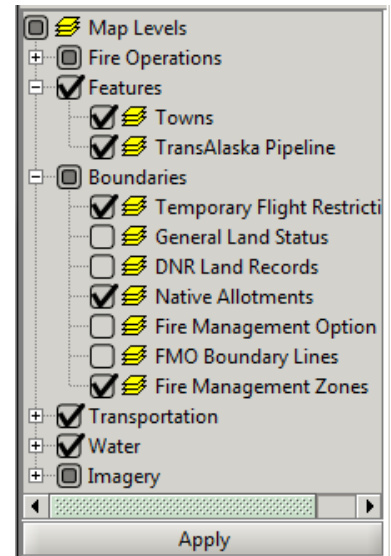 Map Levels
Fire Operations
Features
Towns
TransAlaska Pipeline
Boundaries
Temporary Flight Restricti
General Land Status
DNR Land Records
Native Allotments
Fire Management Option
FMO Boundary Lines
Fire Management Zones
Transportation
Water
Imagery
Apply